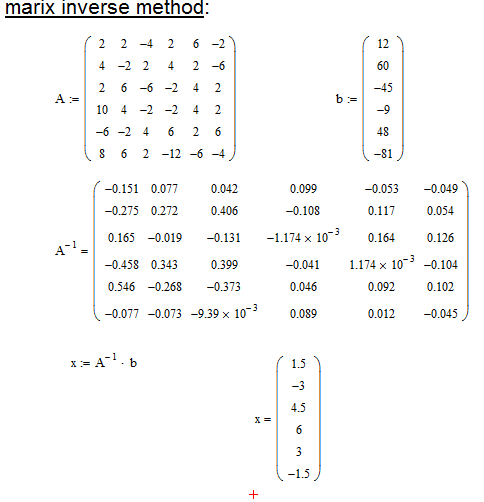 marix inverse method:
A := ( 2 2 −4 2 6 −2
4 −2 2 4 2 −6
2 6 −6 −2 4 2
10 4 −2 −2 4 2
−6 −2 4 6 2 6
8 6 2 −12 −6 −4 )
b := ( 12
60
−45
−9
48
−81 )
A⁻¹ = ( −0.151 0.077 0.042 0.099 −0.053 −0.049
−0.275 0.272 0.406 −0.108 0.117 0.054
0.165 −0.019 −0.131 −1.174 × 10⁻³ 0.164 0.126
−0.458 0.343 0.399 −0.041 1.174 × 10⁻³ −0.104
0.546 −0.268 −0.373 0.046 0.092 0.102
−0.077 −0.073 −9.39 × 10⁻³ 0.089 0.012 −0.045 )
x := A⁻¹ · b
x = ( 1.5
−3
4.5
6
3
−1.5 )